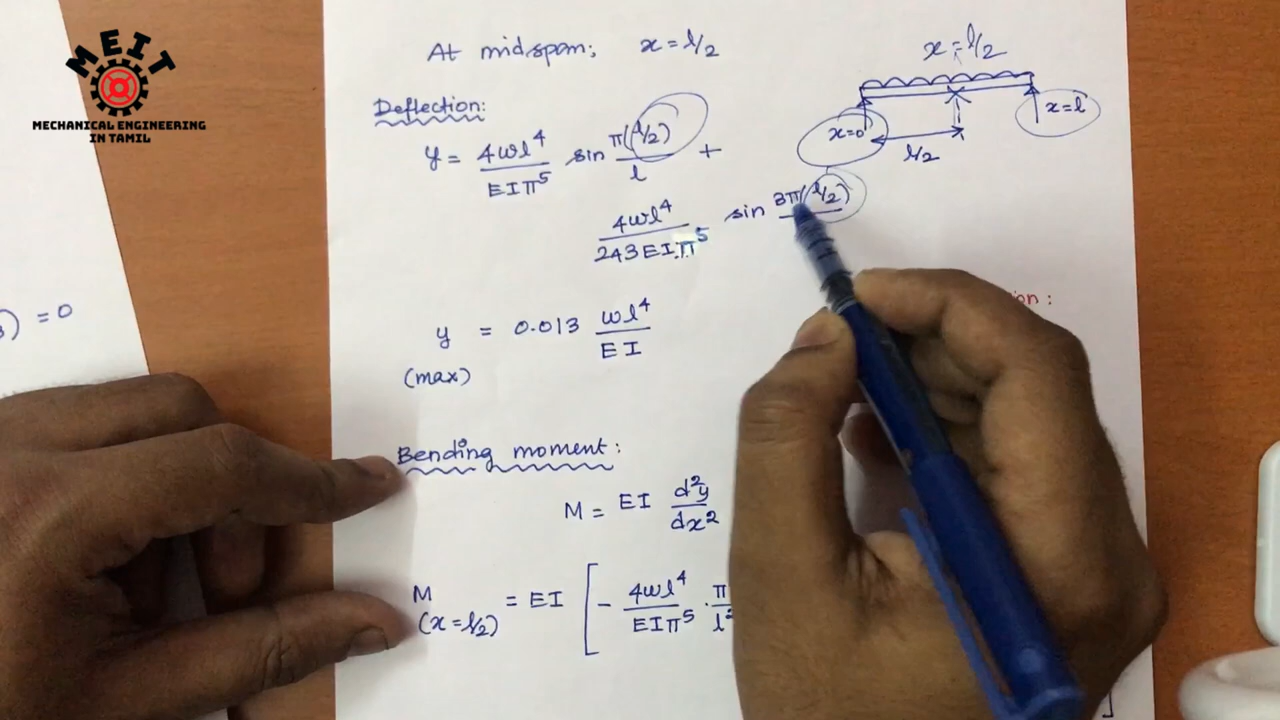 MEIT
MECHANICAL ENGINEERING
IN TAMIL
At midspan; x = l/2
x = l/2
x=0
x=l
l/2
Deflection:
y = 4wl⁴/EIπ⁵ sin π(l/2)/l +
4wl⁴/243EIπ⁵ sin 3π(l/2)
) = 0
on:
y = 0.013 wl⁴/EI
(max)
Bending moment:
M = EI d²y/dx²
M = EI [ - 4wl⁴/EIπ⁵ . π
(x = l/2)
]